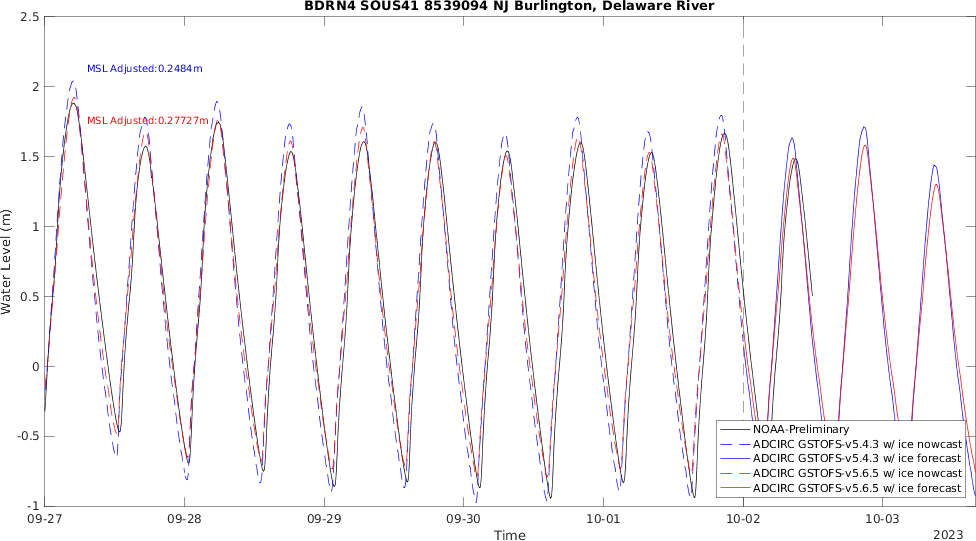 BDRN4 SOUS41 8539094 NJ Burlington, Delaware River
2.5
2
1.5
1
0.5
0
-0.5
-1
Water Level (m)
MSL Adjusted:0.2484m
MSL Adjusted:0.27727m
NOAA-Preliminary
ADCIRC GSTOFS-v5.4.3 w/ ice nowcast
ADCIRC GSTOFS-v5.4.3 w/ ice forecast
ADCIRC GSTOFS-v5.6.5 w/ ice nowcast
ADCIRC GSTOFS-v5.6.5 w/ ice forecast
09-27 09-28 09-29 09-30 10-01 10-02 10-03
Time
2023